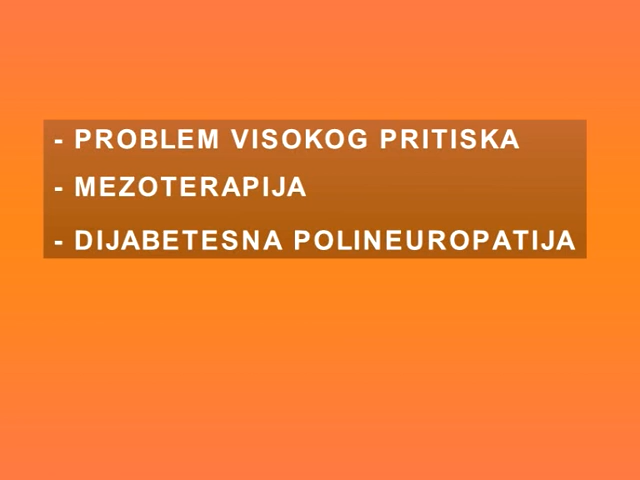 - PROBLEM VISOKOG PRITISKA
- MEZOTERAPIJA
- DIJABETESNA POLINEUROPATIJA